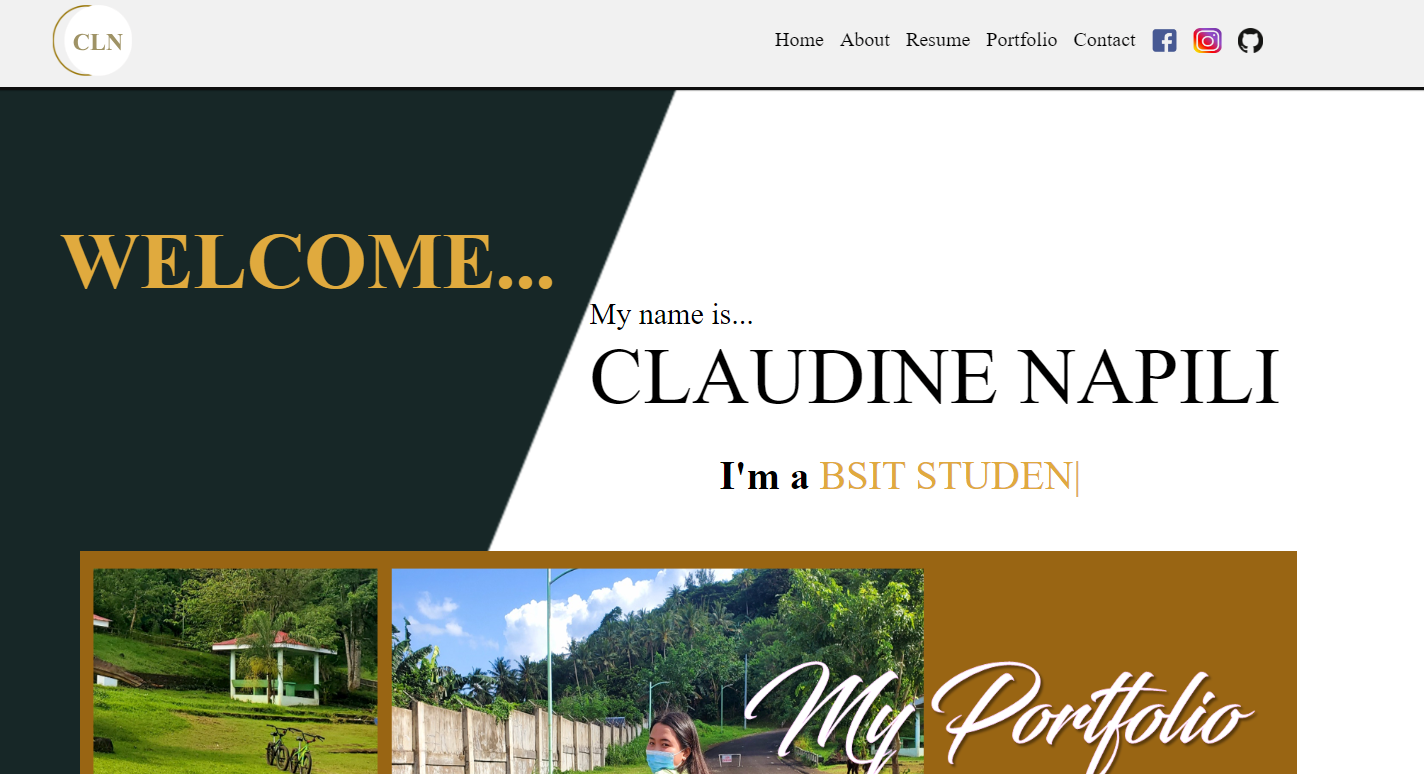 CLN
Home About Resume Portfolio Contact
WELCOME...
My name is...
CLAUDINE NAPILI
I'm a BSIT STUDEN|
My Portfolio